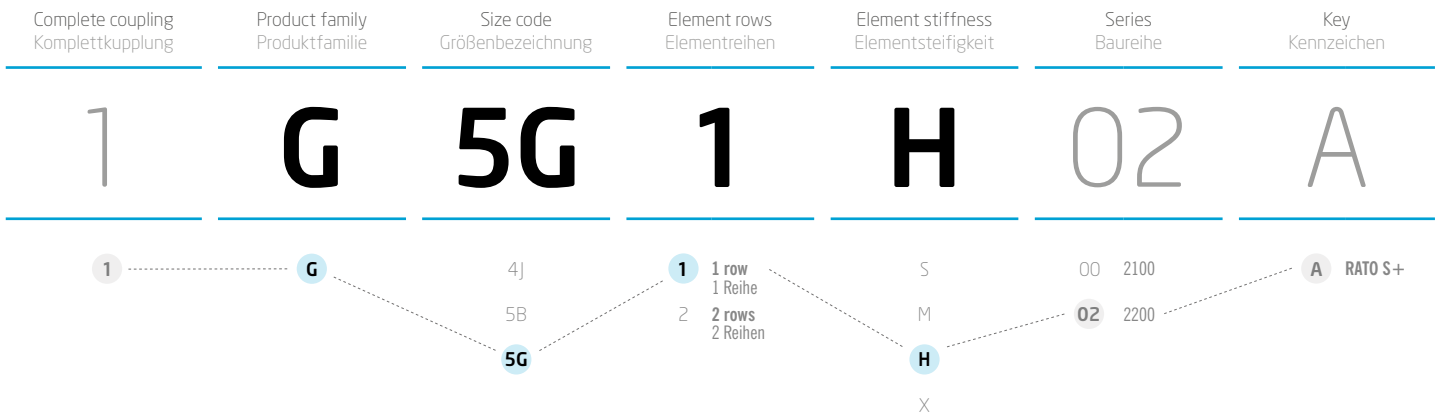 Complete coupling Product family Size code Element rows Element stiffness Series Key
Komplettkupplung Produktfamilie Größenbezeichnung Elementreihen Elementsteifigkeit Baureihe Kennzeichen
1 G 5G 1 H 02 A
1 G 4J 1 1 row S 00 2100 A RATO S+
1 Reihe
5B 2 2 rows M 02 2200
2 Reihen
5G H
X